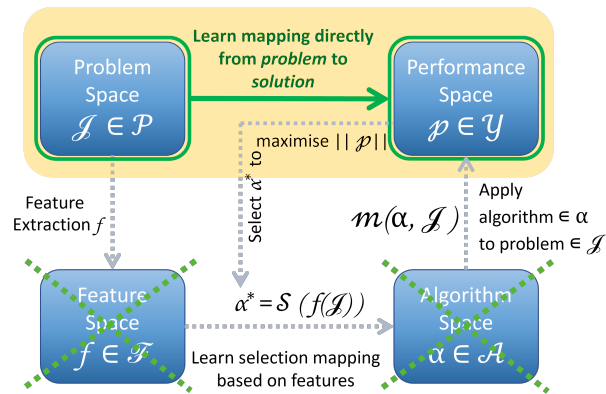 Learn mapping directly
from problem to
solution
Problem
Space
𝒥 ∈ 𝒫
Performance
Space
𝓅 ∈ 𝒴
maximise || 𝓅 ||
Select α* to
Feature
Extraction f
m(α, 𝒥)
Apply
algorithm ∈ α
to problem ∈ 𝒥
Feature
Space
f ∈ ℱ
α* = 𝒮 (f(𝒥))
Algorithm
Space
α ∈ 𝒜
Learn selection mapping
based on features